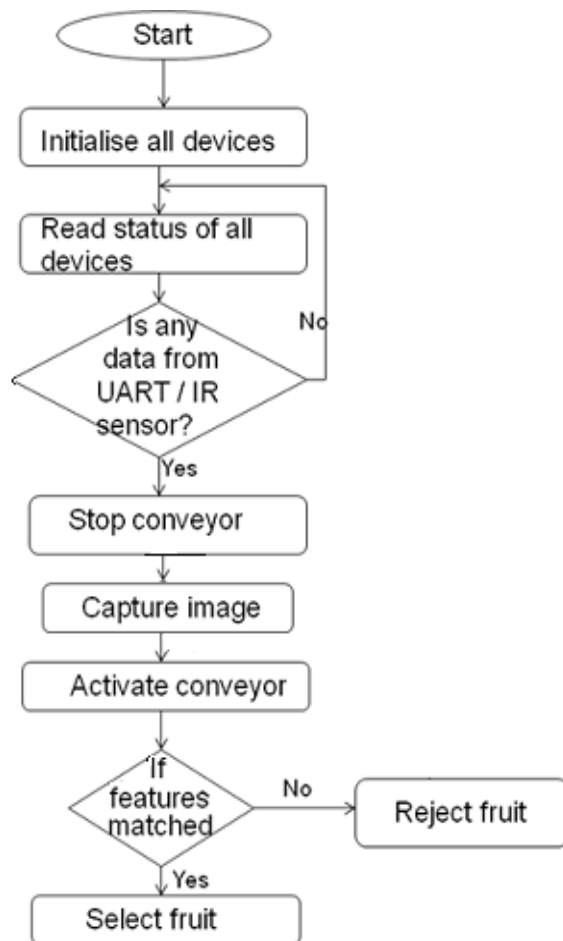 Start
Initialise all devices
Read status of all
devices
Is any
data from
UART / IR
sensor?
No
Yes
Stop conveyor
Capture image
Activate conveyor
If
features
matched
No
Reject fruit
Yes
Select fruit